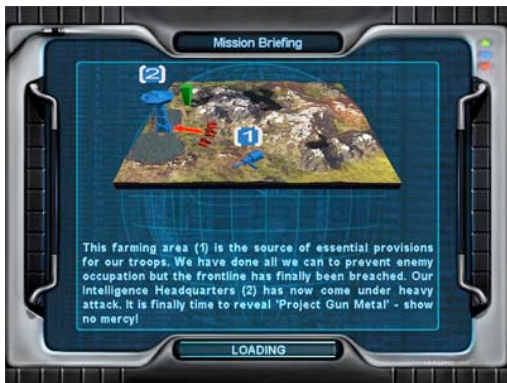 Mission Briefing
(2)
(1)
This farming area (1) is the source of essential provisions
for our troops. We have done all we can to prevent enemy
occupation but the frontline has finally been breached. Our
Intelligence Headquarters (2) has now come under heavy
attack. It is finally time to reveal 'Project Gun Metal' - show
no mercy!
LOADING